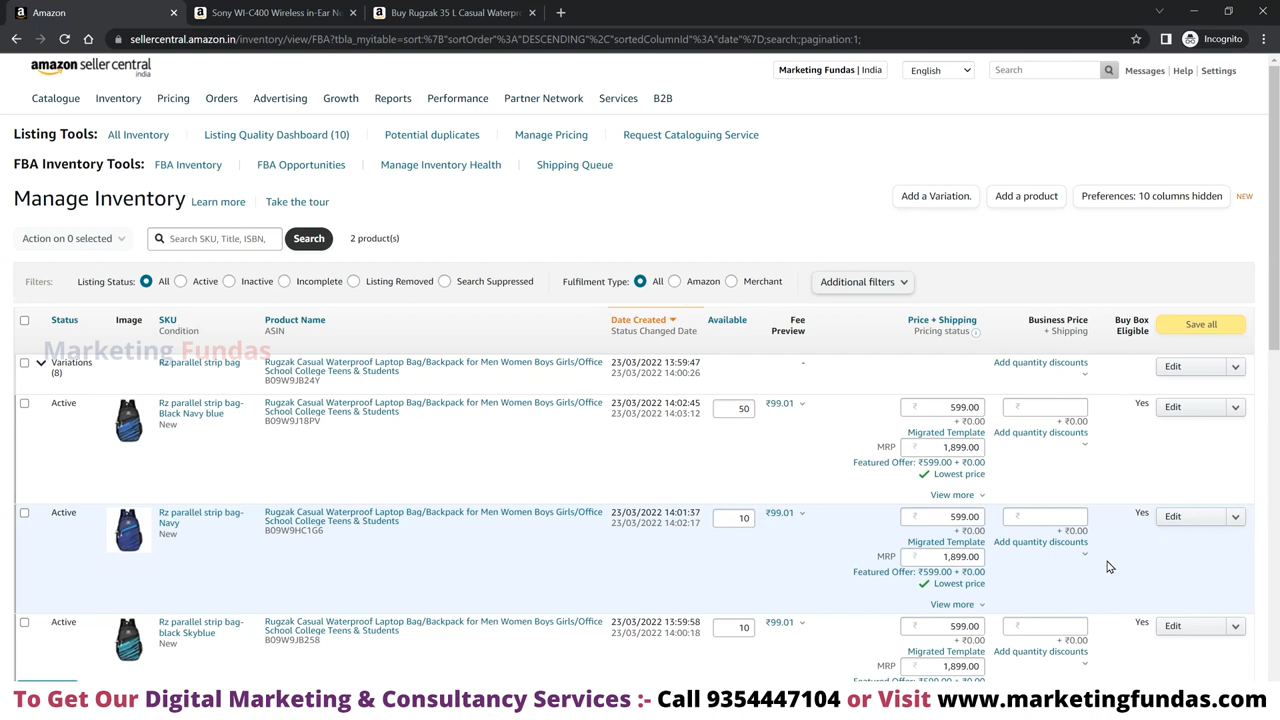 Amazon
Sony WI-C400 Wireless in-Ear Ne
Buy Rugzak 35 L Casual Waterpro
sellercentral.amazon.in/inventory/view/FBA?tbla_myitable=sort:%7B"sortOrder"%3A"DESCENDING"%2C"sortedColumnId"%3A"date"%7D;search:;pagination:1;
Incognito
amazon seller central
india
Marketing Fundas | India
English
Search
Messages | Help | Settings
Catalogue Inventory Pricing Orders Advertising Growth Reports Performance Partner Network Services B2B
Listing Tools: All Inventory Listing Quality Dashboard (10) Potential duplicates Manage Pricing Request Cataloguing Service
FBA Inventory Tools: FBA Inventory FBA Opportunities Manage Inventory Health Shipping Queue
Manage Inventory Learn more Take the tour
Add a Variation. Add a product Preferences: 10 columns hidden NEW
Action on 0 selected Search SKU, Title, ISBN, Search 2 product(s)
Filters: Listing Status: All Active Inactive Incomplete Listing Removed Search Suppressed Fulfilment Type: All Amazon Merchant Additional filters
Status Image SKU Product Name Date Created Available Fee Price + Shipping Business Price Buy Box Save all
Condition ASIN Status Changed Date Preview Pricing status + Shipping Eligible
Marketing Fundas
Variations Rz parallel strip bag Rugzak Casual Waterproof Laptop Bag/Backpack for Men Women Boys Girls/Office 23/03/2022 13:59:47 - Add quantity discounts Edit
(8) School College Teens & Students 23/03/2022 14:00:26
B09W9JB24Y
Active Rz parallel strip bag- Rugzak Casual Waterproof Laptop Bag/Backpack for Men Women Boys Girls/Office 23/03/2022 14:02:45 50 ₹99.01 ₹ 599.00 ₹ Yes Edit
Black Navy blue School College Teens & Students 23/03/2022 14:03:12
New B09W9J18PV + ₹0.00 + ₹0.00
Migrated Template Add quantity discounts
MRP ₹ 1,899.00
Featured Offer: ₹599.00 + ₹0.00
Lowest price
View more
Active Rz parallel strip bag- Rugzak Casual Waterproof Laptop Bag/Backpack for Men Women Boys Girls/Office 23/03/2022 14:01:37 10 ₹99.01 ₹ 599.00 ₹ Yes Edit
Navy School College Teens & Students 23/03/2022 14:02:17
New B09W9HC1G6 + ₹0.00 + ₹0.00
Migrated Template Add quantity discounts
MRP ₹ 1,899.00
Featured Offer: ₹599.00 + ₹0.00
Lowest price
View more
Active Rz parallel strip bag- Rugzak Casual Waterproof Laptop Bag/Backpack for Men Women Boys Girls/Office 23/03/2022 13:59:58 10 ₹99.01 ₹ 599.00 ₹ Yes Edit
black Skyblue School College Teens & Students 23/03/2022 14:00:18
New B09W9JB258 + ₹0.00 + ₹0.00
Migrated Template Add quantity discounts
MRP ₹ 1,899.00
To Get Our Digital Marketing & Consultancy Services :- Call 9354447104 or Visit www.marketingfundas.com